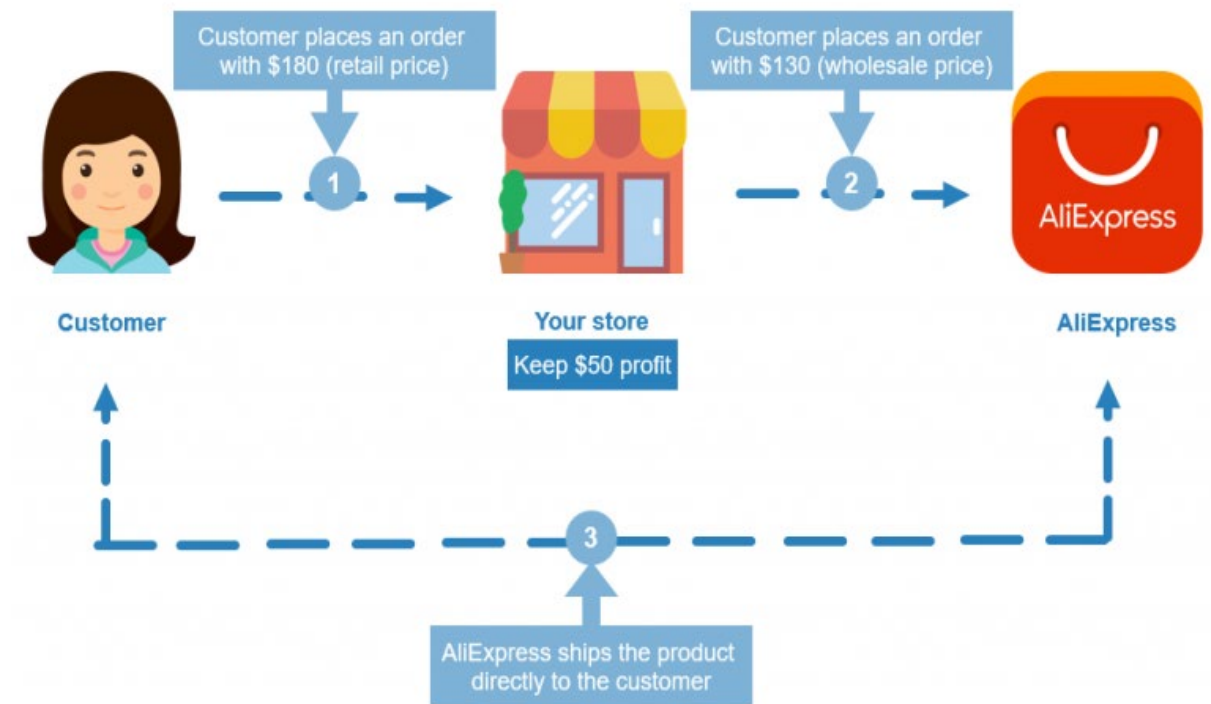 Customer places an order
with $180 (retail price)
Customer places an order
with $130 (wholesale price)
1
2
AliExpress
Customer
Your store
AliExpress
Keep $50 profit
3
AliExpress ships the product
directly to the customer